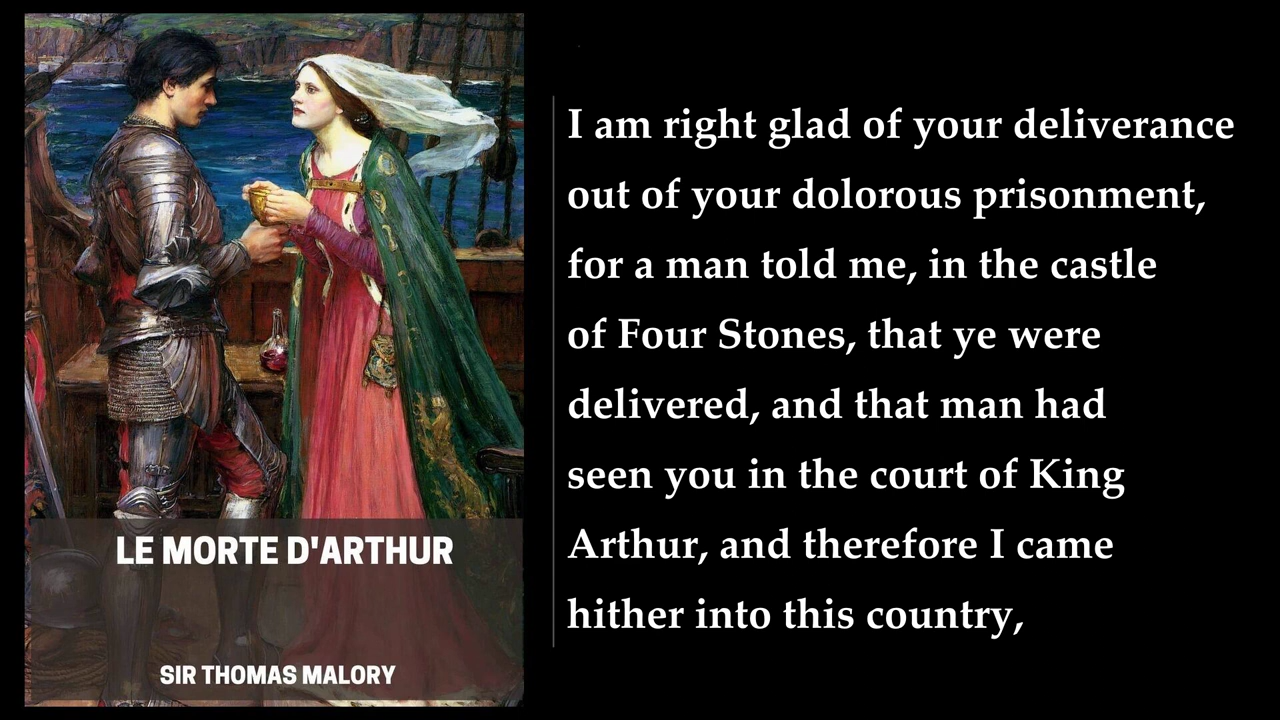 LE MORTE D'ARTHUR
SIR THOMAS MALORY
I am right glad of your deliverance
out of your dolorous prisonment,
for a man told me, in the castle
of Four Stones, that ye were
delivered, and that man had
seen you in the court of King
Arthur, and therefore I came
hither into this country,